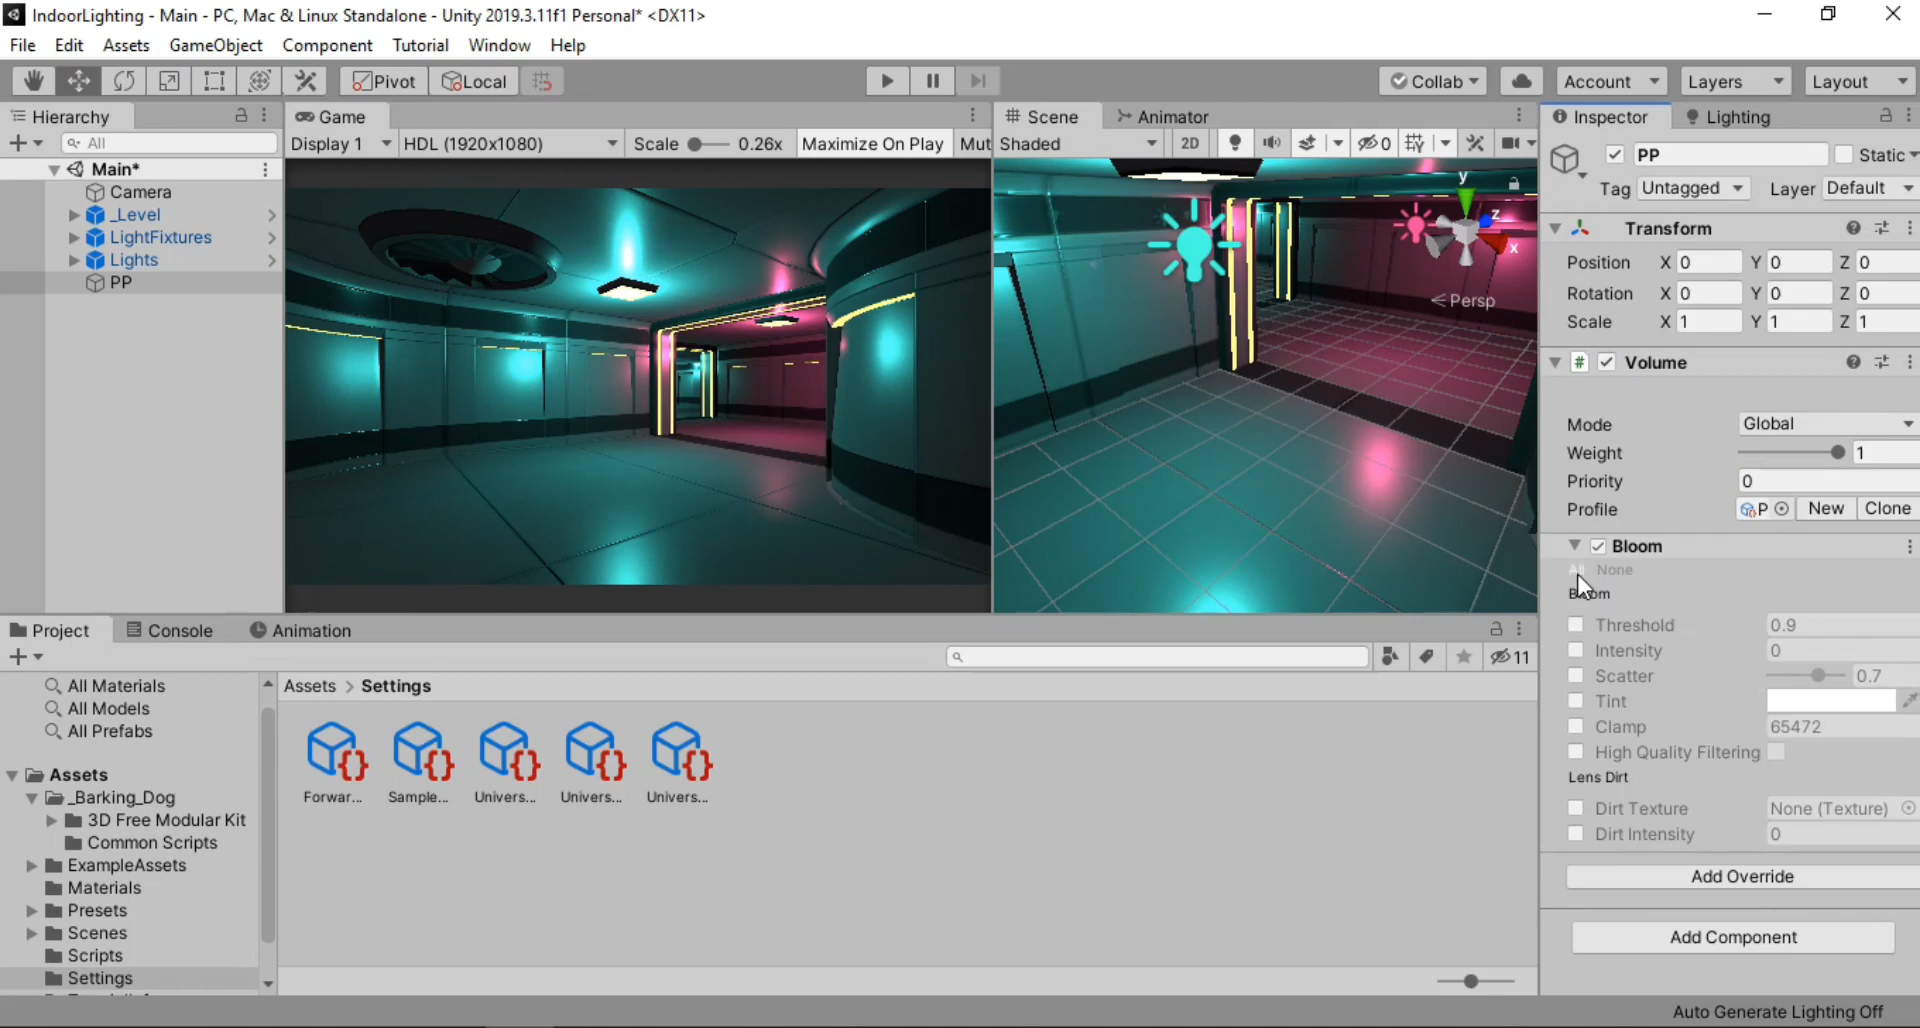 IndoorLighting - Main - PC, Mac & Linux Standalone - Unity 2019.3.11f1 Personal* <DX11>
File Edit Assets GameObject Component Tutorial Window Help
Pivot Local Collab Account Layers Layout
Hierarchy Game Scene Animator Inspector Lighting
All Display 1 HDL (1920x1080) Scale 0.26x Maximize On Play Mut Shaded 2D 0
Main*
Camera
_Level
LightFixtures
Lights
PP
y
z
x
Persp
PP Static
Tag Untagged Layer Default
Transform
Position X 0 Y 0 Z 0
Rotation X 0 Y 0 Z 0
Scale X 1 Y 1 Z 1
# Volume
Mode Global
Weight 1
Priority 0
Profile P New Clone
Bloom
None
Threshold 0.9
Intensity 0
Scatter 0.7
Tint
Clamp 65472
High Quality Filtering
Lens Dirt
Dirt Texture None (Texture)
Dirt Intensity 0
Add Override
Add Component
Project Console Animation
11
All Materials
All Models
All Prefabs
Assets
_Barking_Dog
3D Free Modular Kit
Common Scripts
ExampleAssets
Materials
Presets
Scenes
Scripts
Settings
Assets > Settings
Forwar... Sample... Univers... Univers... Univers...
Auto Generate Lighting Off